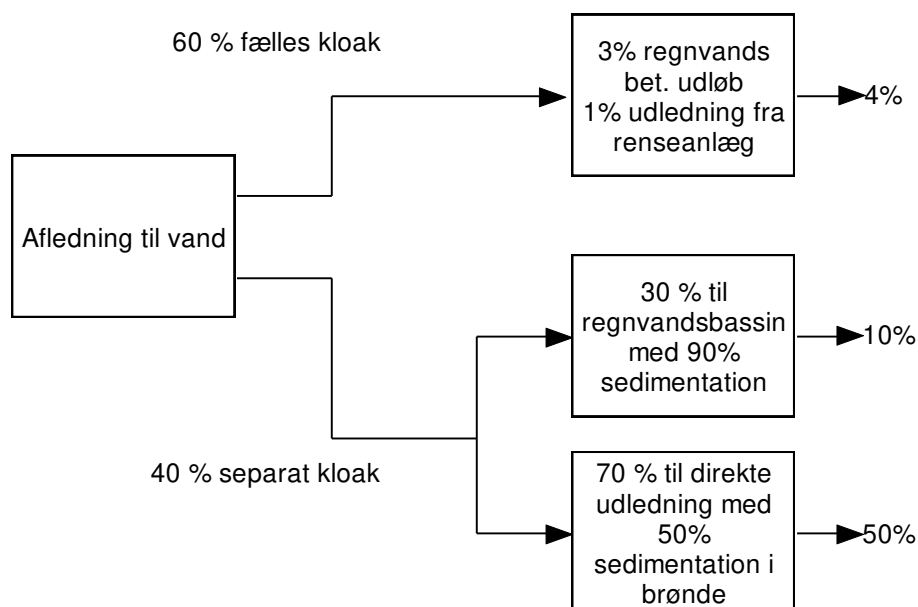 60 % fælles kloak
3% regnvands
bet. udløb
1% udledning fra
renseanlæg
4%
Afledning til vand
30 % til
regnvandsbassin
med 90%
sedimentation
10%
40 % separat kloak
70 % til direkte
udledning med
50%
sedimentation i
brønde
50%